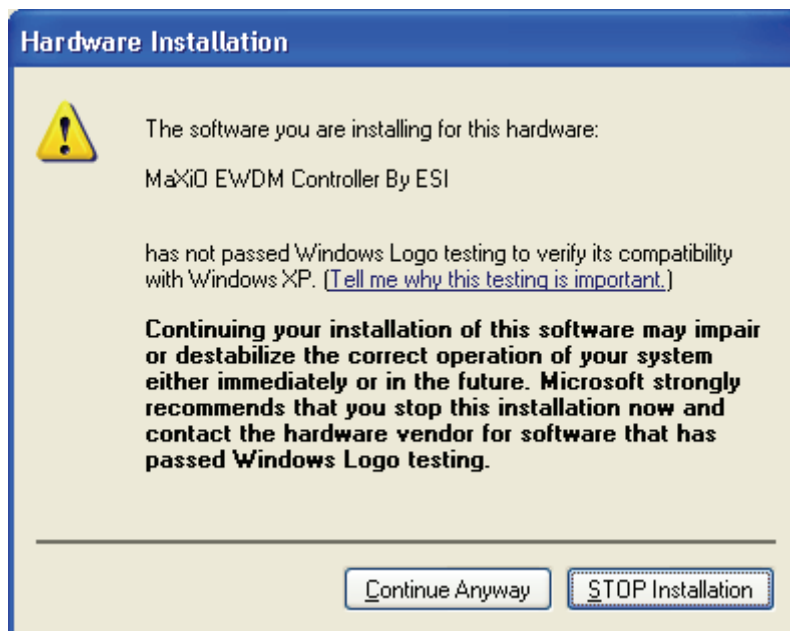 Hardware Installation
The software you are installing for this hardware:
MaXiO EWDM Controller By ESI
has not passed Windows Logo testing to verify its compatibility
with Windows XP. (Tell me why this testing is important.)
Continuing your installation of this software may impair
or destabilize the correct operation of your system
either immediately or in the future. Microsoft strongly
recommends that you stop this installation now and
contact the hardware vendor for software that has
passed Windows Logo testing.
Continue Anyway
STOP Installation